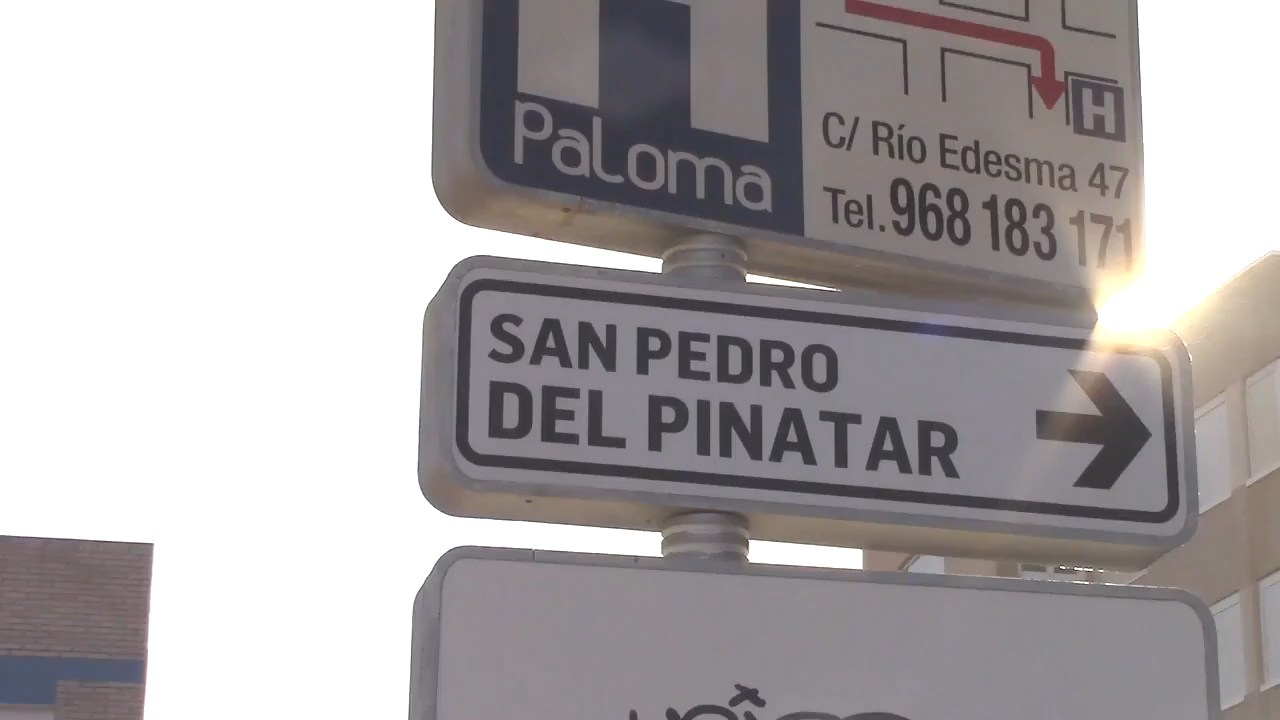 H
Paloma
H
C/ Río Edesma 47
Tel. 968 183 171
SAN PEDRO
DEL PINATAR